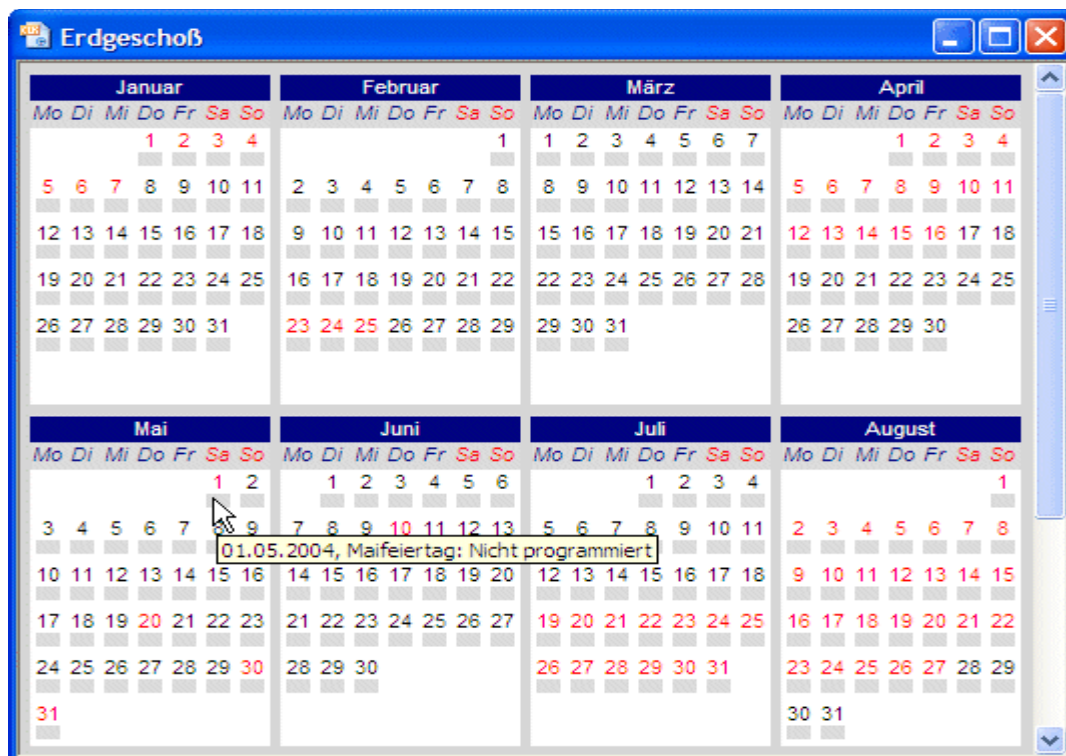 Erdgeschoß
Januar Februar März April
Mo Di Mi Do Fr Sa So Mo Di Mi Do Fr Sa So Mo Di Mi Do Fr Sa So Mo Di Mi Do Fr Sa So
1 2 3 4 1 1 2 3 4 5 6 7 1 2 3 4
5 6 7 8 9 10 11 2 3 4 5 6 7 8 8 9 10 11 12 13 14 5 6 7 8 9 10 11
12 13 14 15 16 17 18 9 10 11 12 13 14 15 15 16 17 18 19 20 21 12 13 14 15 16 17 18
19 20 21 22 23 24 25 16 17 18 19 20 21 22 22 23 24 25 26 27 28 19 20 21 22 23 24 25
26 27 28 29 30 31 23 24 25 26 27 28 29 29 30 31 26 27 28 29 30
Mai Juni Juli August
Mo Di Mi Do Fr Sa So Mo Di Mi Do Fr Sa So Mo Di Mi Do Fr Sa So Mo Di Mi Do Fr Sa So
1 2 1 2 3 4 5 6 1 2 3 4 1
3 4 5 6 7 8 9 7 8 9 10 11 12 13 5 6 7 8 9 10 11 2 3 4 5 6 7 8
01.05.2004, Maifeiertag: Nicht programmiert
10 11 12 13 14 15 16 14 15 16 17 18 19 20 12 13 14 15 16 17 18 9 10 11 12 13 14 15
17 18 19 20 21 22 23 21 22 23 24 25 26 27 19 20 21 22 23 24 25 16 17 18 19 20 21 22
24 25 26 27 28 29 30 28 29 30 26 27 28 29 30 31 23 24 25 26 27 28 29
31 30 31